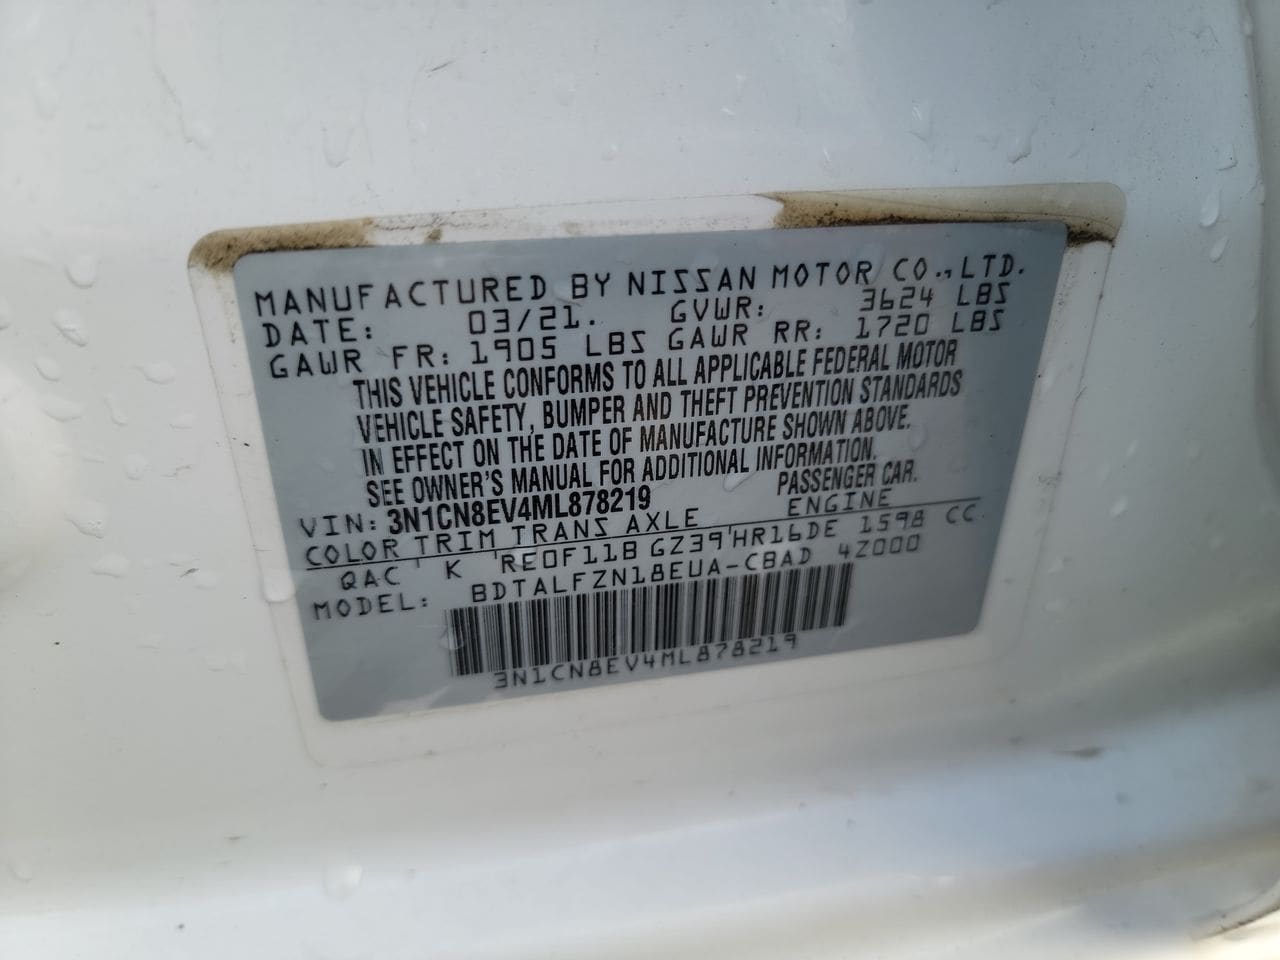 MANUFACTURED BY NISSAN MOTOR CO.,LTD.
DATE: 03/21. GVWR: 3624 LBS
GAWR FR: 1905 LBS GAWR RR: 1720 LBS
THIS VEHICLE CONFORMS TO ALL APPLICABLE FEDERAL MOTOR
VEHICLE SAFETY, BUMPER AND THEFT PREVENTION STANDARDS
IN EFFECT ON THE DATE OF MANUFACTURE SHOWN ABOVE.
SEE OWNER'S MANUAL FOR ADDITIONAL INFORMATION.
VIN: 3N1CN8EV4ML878219 PASSENGER CAR.
COLOR TRIM TRANS AXLE ENGINE
QAC ' K ' RE0F11B GZ39 ' HR16DE 1598 CC.
MODEL: BDTALFZN18EUA-CBAD 4Z000
3N1CN8EV4ML878219